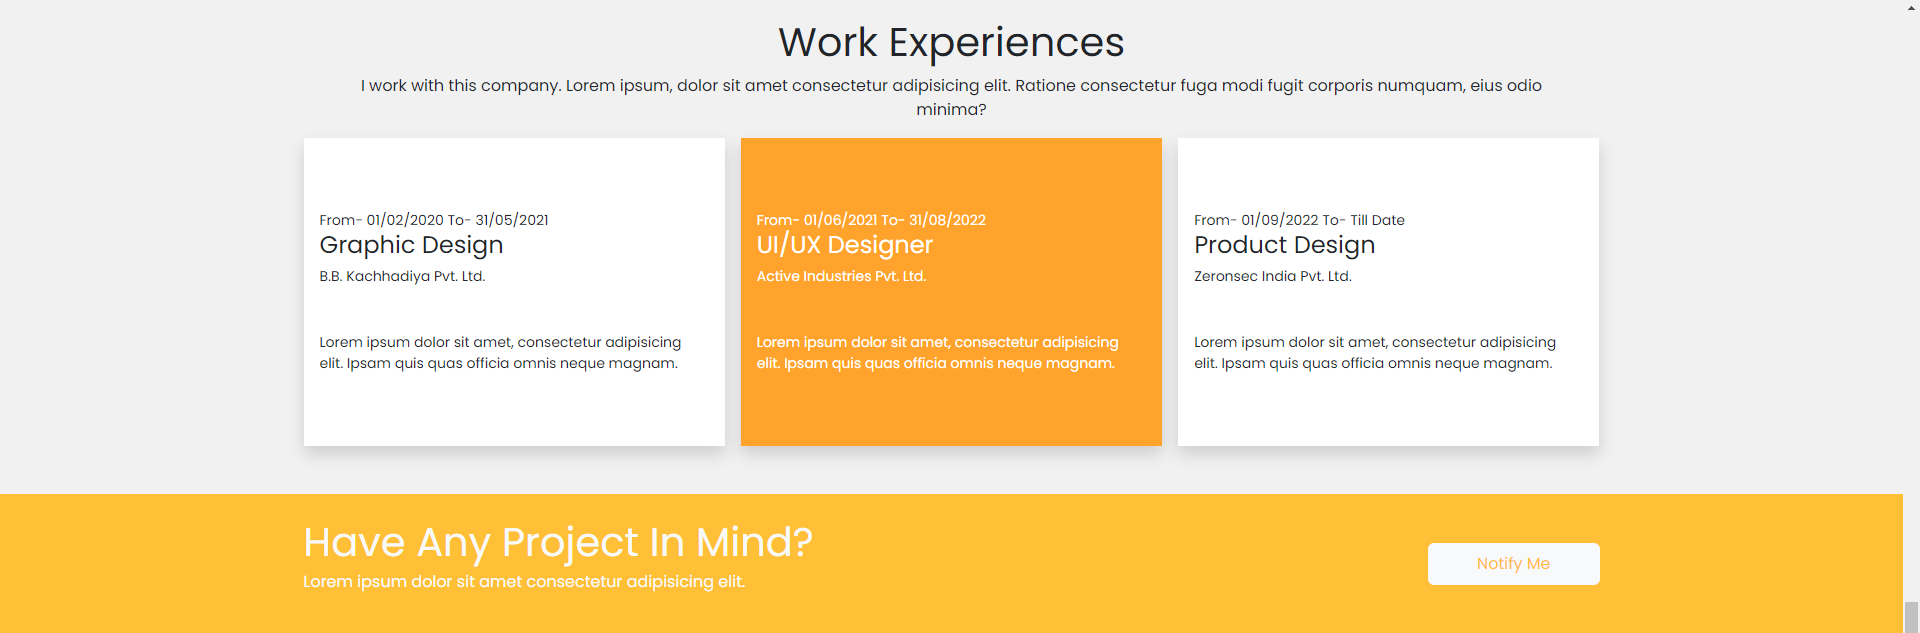 Work Experiences
I work with this company. Lorem ipsum, dolor sit amet consectetur adipisicing elit. Ratione consectetur fuga modi fugit corporis numquam, eius odio
minima?
From- 01/02/2020 To- 31/05/2021
Graphic Design
B.B. Kachhadiya Pvt. Ltd.
Lorem ipsum dolor sit amet, consectetur adipisicing
elit. Ipsam quis quas officia omnis neque magnam.
From- 01/06/2021 To- 31/08/2022
UI/UX Designer
Active Industries Pvt. Ltd.
Lorem ipsum dolor sit amet, consectetur adipisicing
elit. Ipsam quis quas officia omnis neque magnam.
From- 01/09/2022 To- Till Date
Product Design
Zeronsec India Pvt. Ltd.
Lorem ipsum dolor sit amet, consectetur adipisicing
elit. Ipsam quis quas officia omnis neque magnam.
Have Any Project In Mind?
Lorem ipsum dolor sit amet consectetur adipisicing elit.
Notify Me